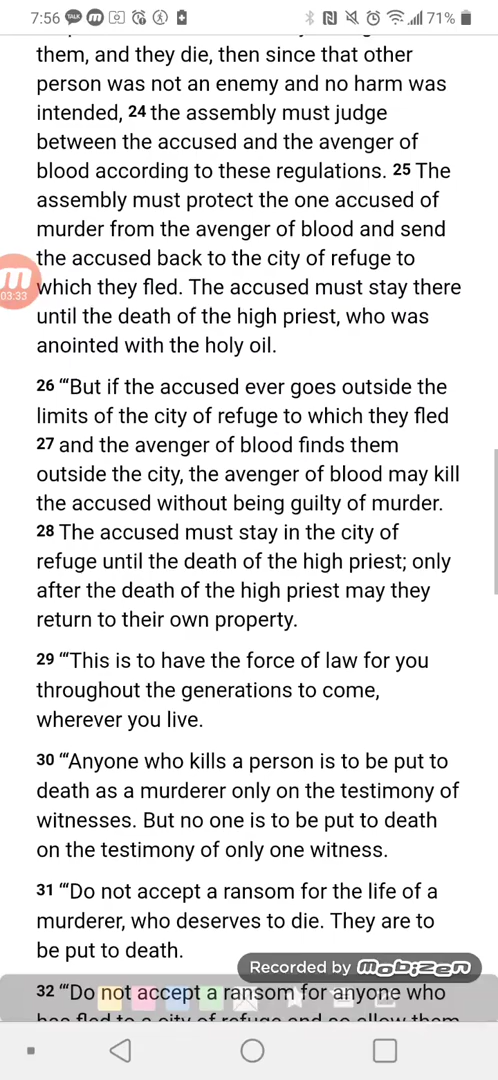 7:56 TALK 71%
them, and they die, then since that other
person was not an enemy and no harm was
intended, 24 the assembly must judge
between the accused and the avenger of
blood according to these regulations. 25 The
assembly must protect the one accused of
murder from the avenger of blood and send
the accused back to the city of refuge to
which they fled. The accused must stay there
03:33
until the death of the high priest, who was
anointed with the holy oil.
26 “‘But if the accused ever goes outside the
limits of the city of refuge to which they fled
27 and the avenger of blood finds them
outside the city, the avenger of blood may kill
the accused without being guilty of murder.
28 The accused must stay in the city of
refuge until the death of the high priest; only
after the death of the high priest may they
return to their own property.
29 “‘This is to have the force of law for you
throughout the generations to come,
wherever you live.
30 “‘Anyone who kills a person is to be put to
death as a murderer only on the testimony of
witnesses. But no one is to be put to death
on the testimony of only one witness.
31 “‘Do not accept a ransom for the life of a
murderer, who deserves to die. They are to
be put to death.
Recorded by Mobizen
32 “‘Do not accept a ransom for anyone who
has fled to a city of refuge and so allow them